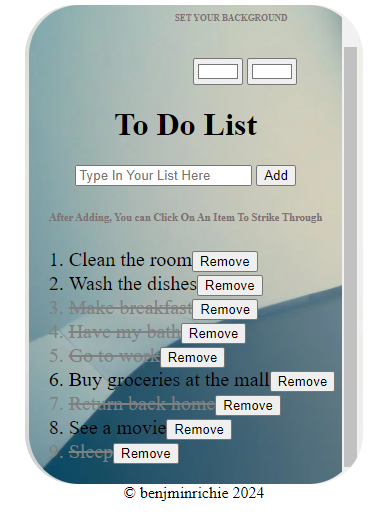 SET YOUR BACKGROUND
To Do List
Type In Your List Here Add
After Adding, You can Click On An Item To Strike Through
1. Clean the room Remove
2. Wash the dishes Remove
3. Make breakfast Remove
4. Have my bath Remove
5. Go to work Remove
6. Buy groceries at the mall Remove
7. Return back home Remove
8. See a movie Remove
9. Sleep Remove
© benjminrichie 2024